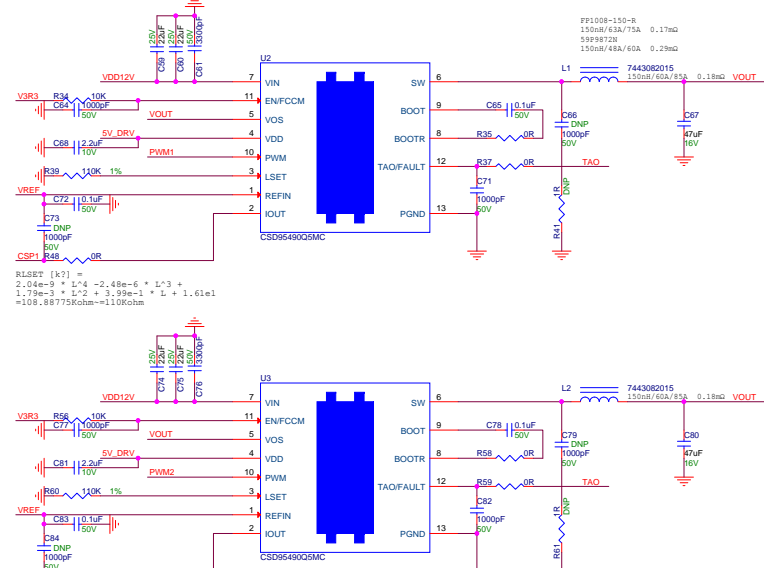 FP1008-150-R
150nH/63A/75A 0.17mΩ
59P9872N
150nH/48A/60A 0.29mΩ
25V
22uF
C59
25V
22uF
C60
50V
3300pF
C61
U2
VDD12V
7 VIN
SW 6
L1
7443082015
150nH/60A/85A 0.18mΩ
VOUT
V3R3
R34 10K
C64 1000pF
50V
11 EN/FCCM
VOUT
5 VOS
BOOT 9
C65 0.1uF
50V
C66
DNP
1000pF
50V
C67
47uF
16V
5V_DRV
C68 2.2uF
10V
4 VDD
BOOTR 8
R35 0R
PWM1
10 PWM
TAO/FAULT 12
R37 0R
TAO
R39 110K 1%
3 LSET
C71
1000pF
50V
DNP
1R
R41
VREF
C72 0.1uF
50V
1 REFIN
C73
DNP
1000pF
50V
2 IOUT
PGND 13
CSD95490Q5MC
CSP1
R48 0R
RLSET [k?] =
2.04e-9 * L^4 -2.48e-6 * L^3 +
1.79e-3 * L^2 + 3.99e-1 * L + 1.61e1
=108.88775Kohm~=110Kohm
25V
22uF
C74
25V
22uF
C75
50V
3300pF
C76
U3
VDD12V
7 VIN
SW 6
L2
7443082015
150nH/60A/85A 0.18mΩ
VOUT
V3R3
R56 10K
C77 1000pF
50V
11 EN/FCCM
VOUT
5 VOS
BOOT 9
C78 0.1uF
50V
C79
DNP
1000pF
50V
C80
47uF
16V
5V_DRV
C81 2.2uF
10V
4 VDD
BOOTR 8
R58 0R
PWM2
10 PWM
TAO/FAULT 12
R59 0R
TAO
R60 110K 1%
3 LSET
C82
1000pF
50V
DNP
1R
R61
VREF
C83 0.1uF
50V
1 REFIN
C84
DNP
1000pF
50V
2 IOUT
PGND 13
CSD95490Q5MC